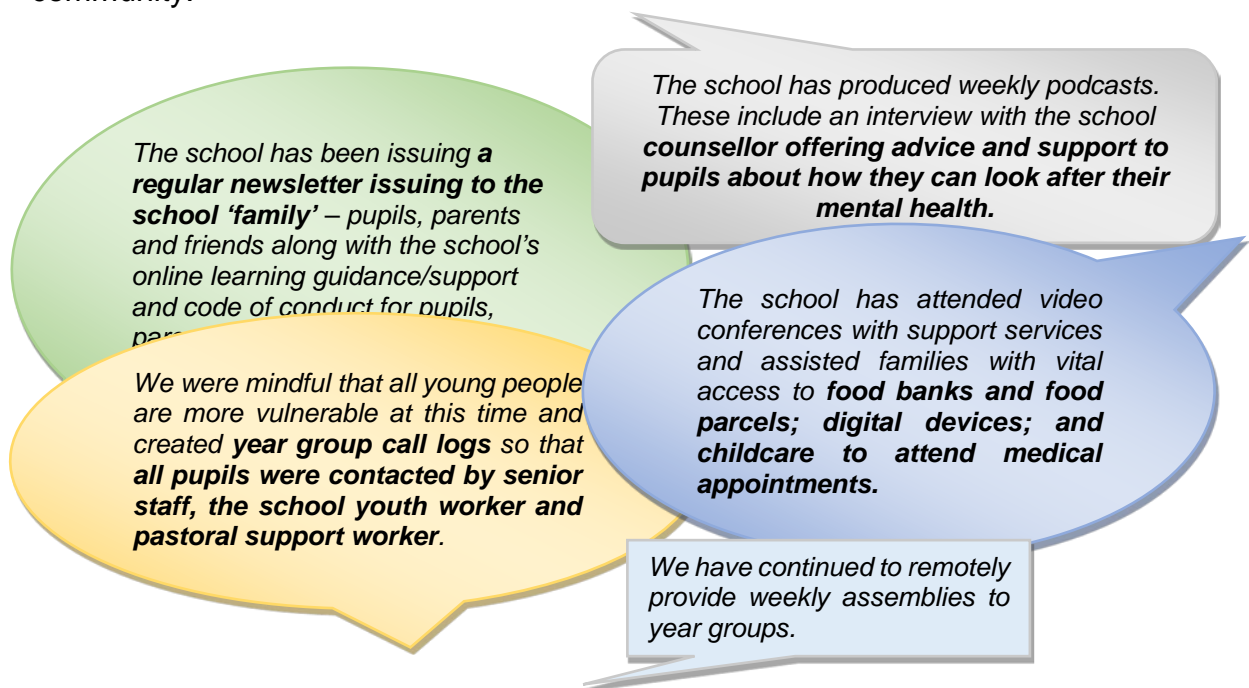 community.
The school has produced weekly podcasts.
These include an interview with the school
counsellor offering advice and support to
pupils about how they can look after their
mental health.
The school has been issuing a
regular newsletter issuing to the
school ‘family’ – pupils, parents
and friends along with the school’s
online learning guidance/support
and code of conduct for pupils,
The school has attended video
conferences with support services
and assisted families with vital
access to food banks and food
parcels; digital devices; and
childcare to attend medical
appointments.
We were mindful that all young people
are more vulnerable at this time and
created year group call logs so that
all pupils were contacted by senior
staff, the school youth worker and
pastoral support worker.
We have continued to remotely
provide weekly assemblies to
year groups.